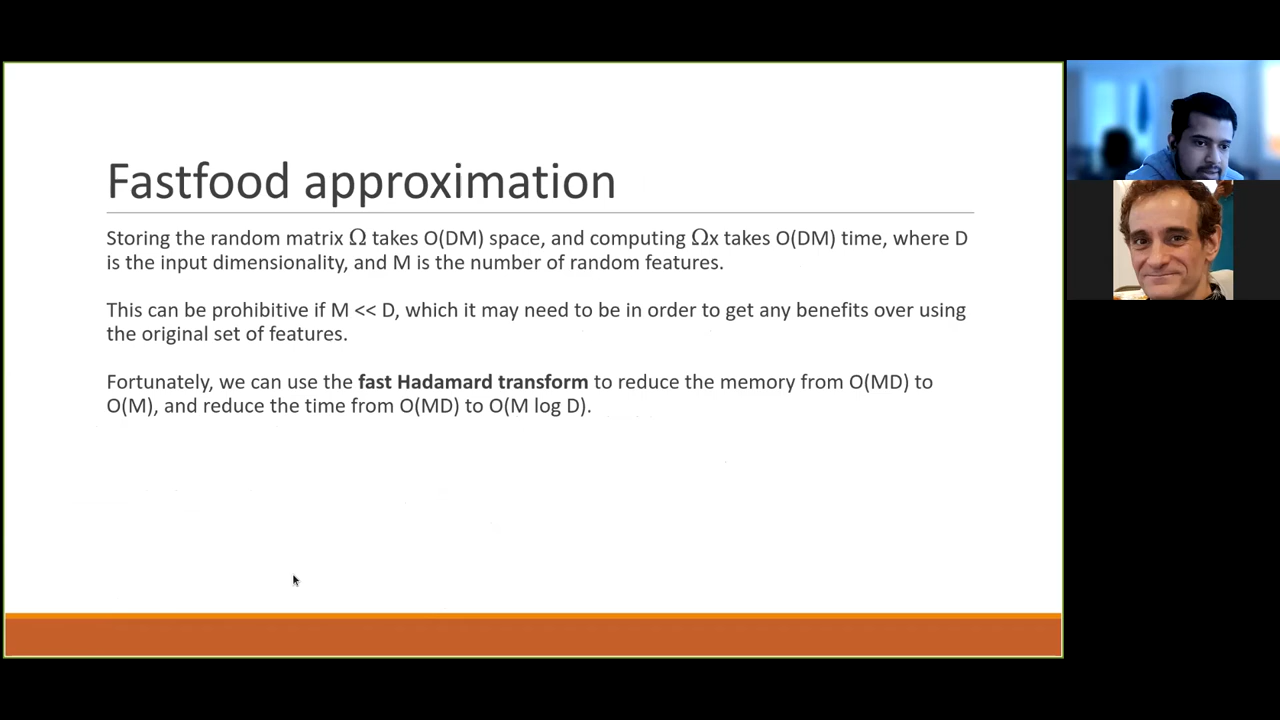 Fastfood approximation
Storing the random matrix Ω takes O(DM) space, and computing Ωx takes O(DM) time, where D
is the input dimensionality, and M is the number of random features.
This can be prohibitive if M << D, which it may need to be in order to get any benefits over using
the original set of features.
Fortunately, we can use the fast Hadamard transform to reduce the memory from O(MD) to
O(M), and reduce the time from O(MD) to O(M log D).